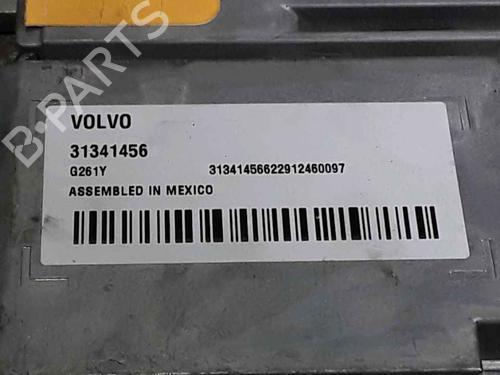 B-PARTS
VOLVO
31341456
G261Y 31341456622912460097
ASSEMBLED IN MEXICO